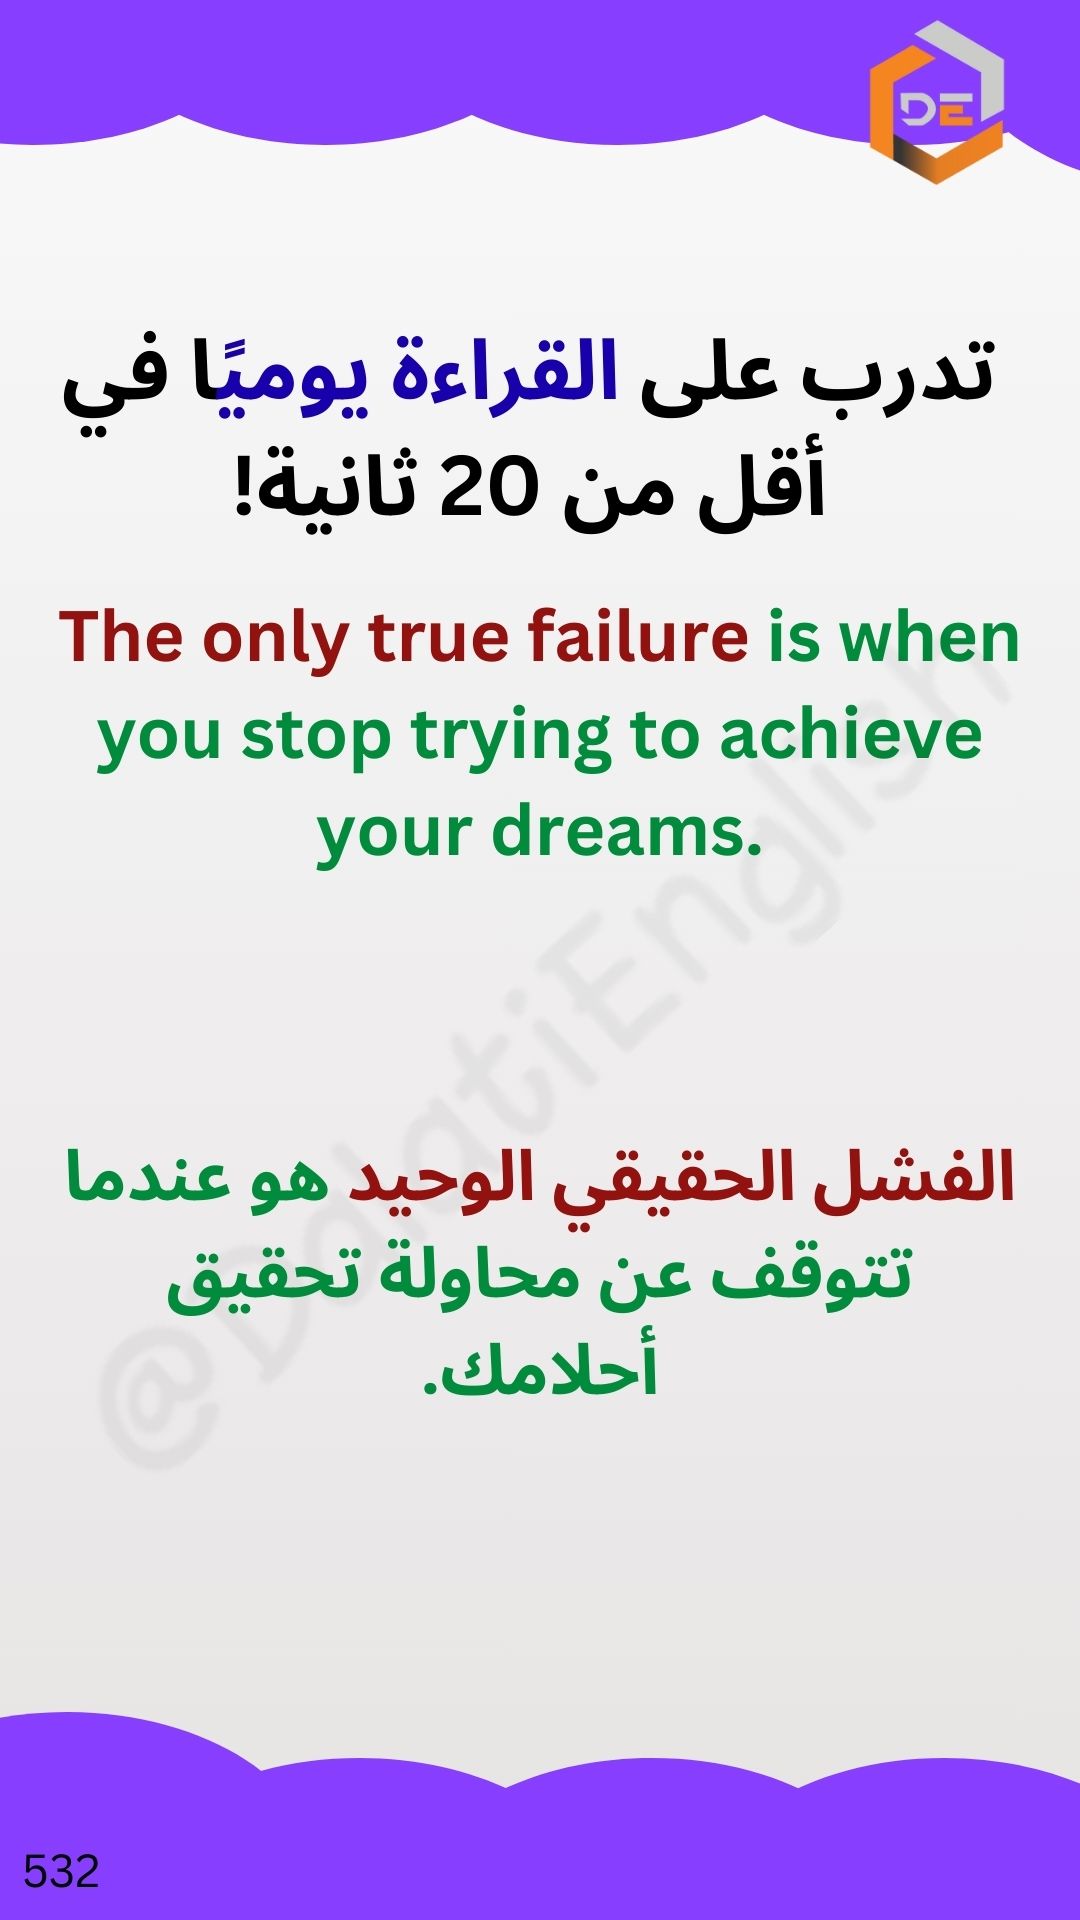 DE
تدرب على القراءة يوميًا في
أقل من 20 ثانية!
The only true failure is when
you stop trying to achieve
your dreams.
الفشل الحقيقي الوحيد هو عندما
تتوقف عن محاولة تحقيق
أحلامك.
@DdatiEnglish
532